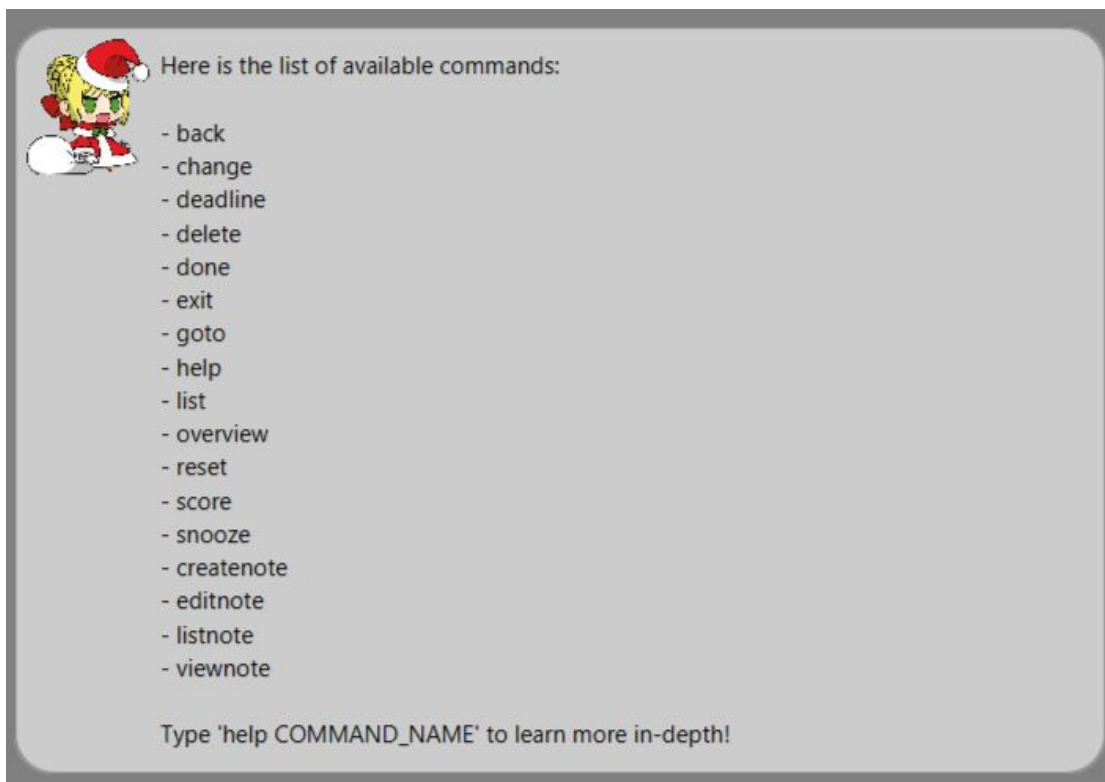 Here is the list of available commands:
- back
- change
- deadline
- delete
- done
- exit
- goto
- help
- list
- overview
- reset
- score
- snooze
- createnote
- editnote
- listnote
- viewnote
Type 'help COMMAND_NAME' to learn more in-depth!